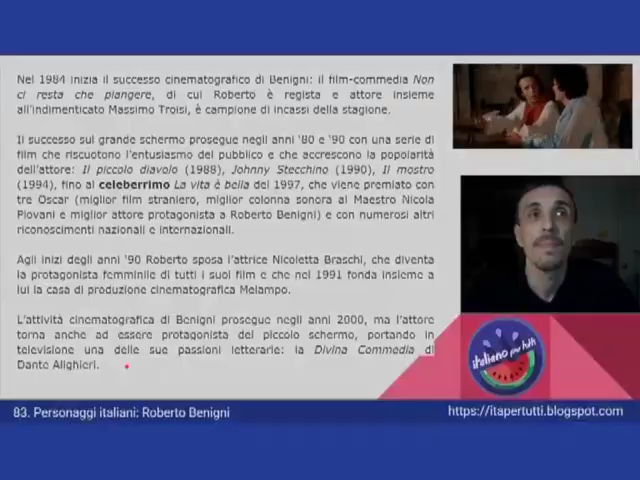 Nel 1984 inizia il successo cinematografico di Benigni: il film-commedia Non
ci resta che piangere, di cui Roberto è regista e attore insieme
all'indimenticato Massimo Troisi, è campione di incassi della stagione.
Il successo sul grande schermo prosegue negli anni '80 e '90 con una serie di
film che riscuotono l'entusiasmo del pubblico e che accrescono la popolarità
dell'attore: Il piccolo diavolo (1988), Johnny Stecchino (1990), Il mostro
(1994), fino al celeberrimo La vita è bella del 1997, che viene premiato con
tre Oscar (miglior film straniero, miglior colonna sonora al Maestro Nicola
Piovani e miglior attore protagonista a Roberto Benigni) e con numerosi altri
riconoscimenti nazionali e internazionali.
Agli inizi degli anni '90 Roberto sposa l'attrice Nicoletta Braschi, che diventa
la protagonista femminile di tutti i suoi film e che nel 1991 fonda insieme a
lui la casa di produzione cinematografica Melampo.
L'attività cinematografica di Benigni prosegue negli anni 2000, ma l'attore
torna anche ad essere protagonista del piccolo schermo, portando in
televisione una delle sue passioni letterarie: la Divina Commedia di
Dante Alighieri.
italiano per tutti
83. Personaggi italiani: Roberto Benigni
https://itapertutti.blogspot.com